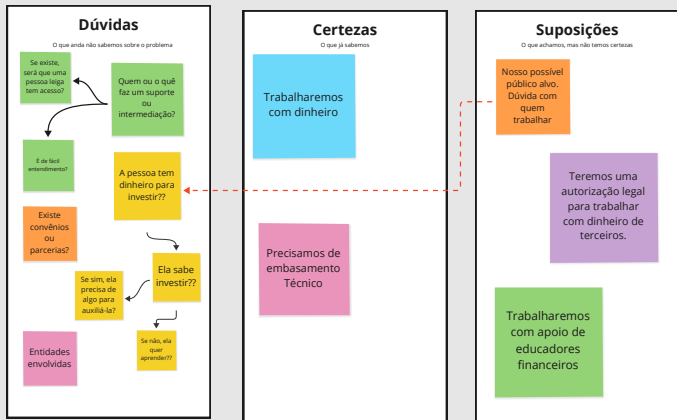 Dúvidas
O que anda não sabemos sobre o problema
Se existe,
será que uma
pessoa leiga
tem acesso?
Quem ou o quê
faz um suporte
ou
intermediação?
É de fácil
entendimento?
A pessoa tem
dinheiro para
investir??
Existe
convênios
ou
parcerias?
Ela sabe
investir??
Se sim, ela
precisa de
algo para
auxiliá-la?
Se não, ela
quer
aprender??
Entidades
envolvidas
Certezas
O que já sabemos
Trabalharemos
com dinheiro
Precisamos de
embasamento
Técnico
Suposições
O que achamos, mas não temos certezas
Nosso possível
público alvo.
Dúvida com
quem
trabalhar
Teremos uma
autorização legal
para trabalhar
com dinheiro de
terceiros.
Trabalharemos
com apoio de
educadores
financeiros